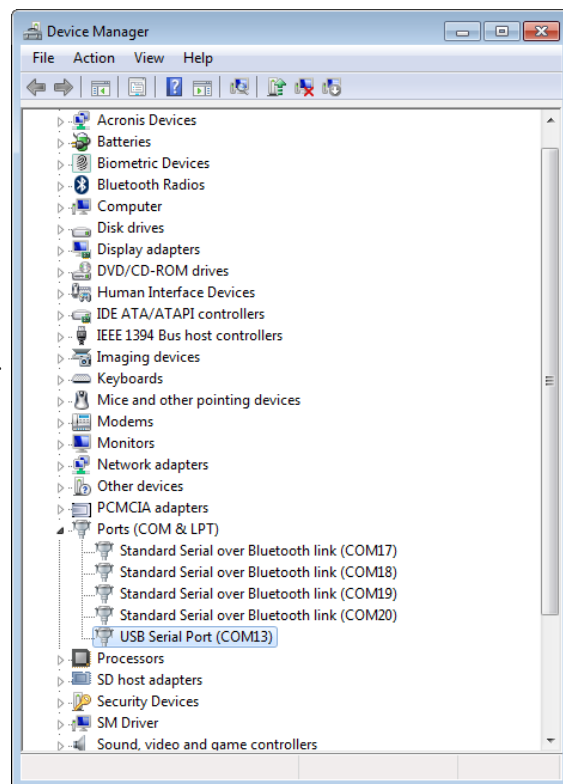 Device Manager
File Action View Help
Acronis Devices
Batteries
Biometric Devices
Bluetooth Radios
Computer
Disk drives
Display adapters
DVD/CD-ROM drives
Human Interface Devices
IDE ATA/ATAPI controllers
IEEE 1394 Bus host controllers
Imaging devices
Keyboards
Mice and other pointing devices
Modems
Monitors
Network adapters
Other devices
PCMCIA adapters
Ports (COM & LPT)
Standard Serial over Bluetooth link (COM17)
Standard Serial over Bluetooth link (COM18)
Standard Serial over Bluetooth link (COM19)
Standard Serial over Bluetooth link (COM20)
USB Serial Port (COM13)
Processors
SD host adapters
Security Devices
SM Driver
Sound, video and game controllers